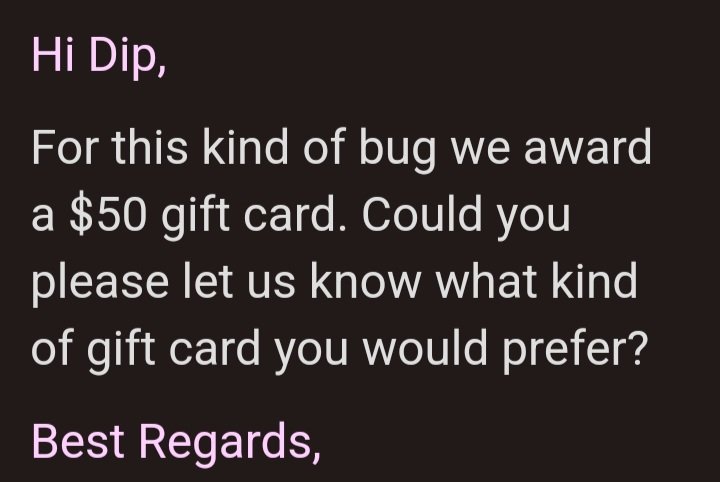 Hi Dip,
For this kind of bug we award
a $50 gift card. Could you
please let us know what kind
of gift card you would prefer?
Best Regards,